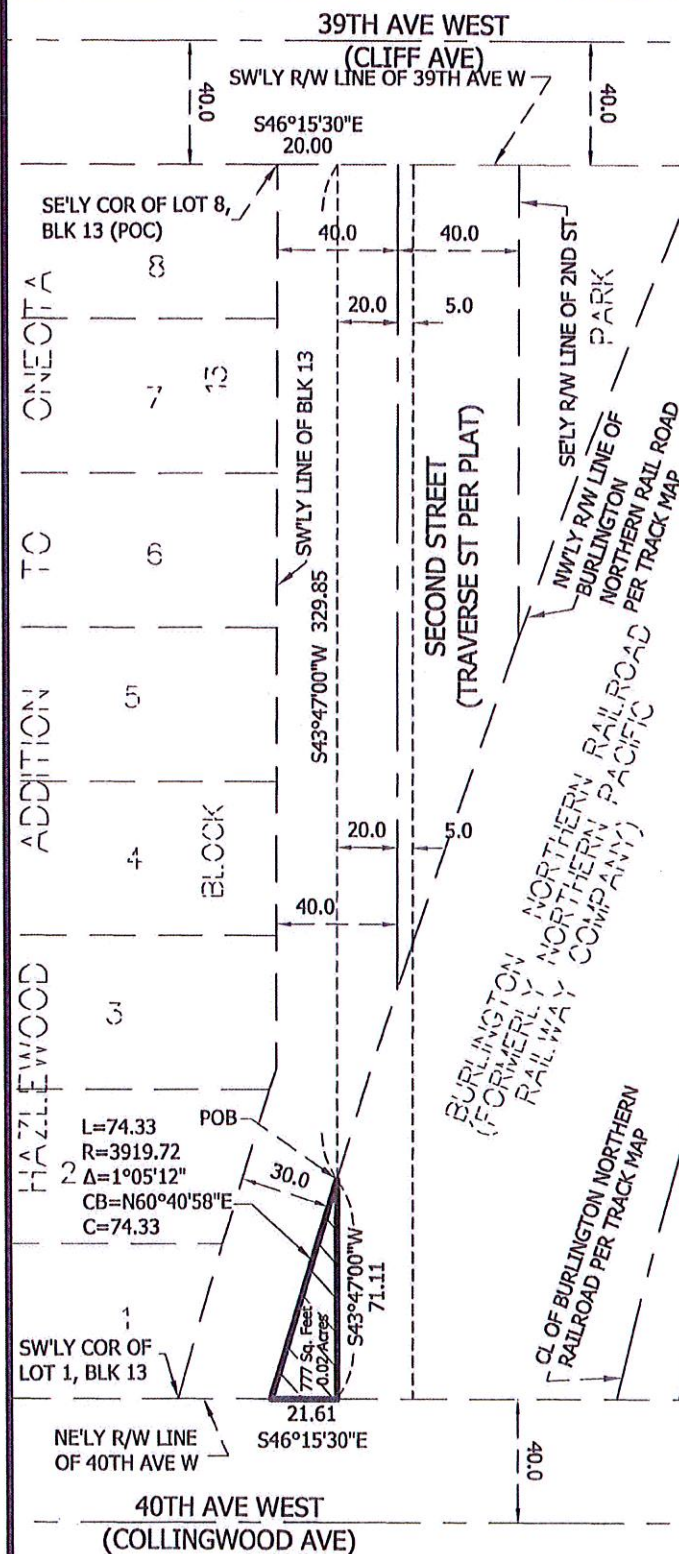 39TH AVE WEST
(CLIFF AVE)
SW'LY R/W LINE OF 39TH AVE W
40.0
40.0
S46°15'30"E
20.00
SE'LY COR OF LOT 8,
BLK 13 (POC)
40.0
40.0
20.0
5.0
8
7
13
6
5
4
3
2
1
BLOCK
HAZLEWOOD ADDITION TO ONEOTA
SW'LY LINE OF BLK 13
S43°47'00"W 329.85
SECOND STREET
(TRAVERSE ST PER PLAT)
SE'LY R/W LINE OF 2ND ST
PARK
NW'LY R/W LINE OF
BURLINGTON
NORTHERN RAIL ROAD
PER TRACK MAP
20.0
5.0
40.0
BURLINGTON NORTHERN RAILROAD
(FORMERLY NORTHERN PACIFIC
RAILWAY COMPANY)
L=74.33
R=3919.72
Δ=1°05'12"
CB=N60°40'58"E
C=74.33
POB
30.0
S43°47'00"W
71.11
777 Sq. Feet
0.02 Acres
CL OF BURLINGTON NORTHERN
RAILROAD PER TRACK MAP
SW'LY COR OF
LOT 1, BLK 13
21.61
S46°15'30"E
NE'LY R/W LINE
OF 40TH AVE W
40.0
40TH AVE WEST
(COLLINGWOOD AVE)